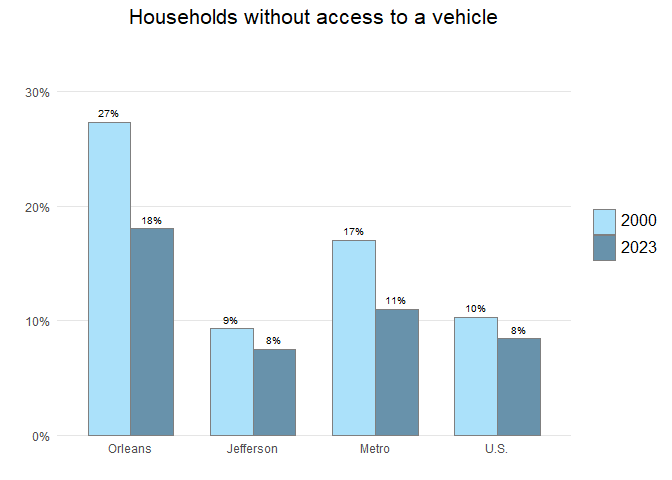 Households without access to a vehicle
30%
20%
10%
0%
27%
18%
9%
8%
17%
11%
10%
8%
Orleans
Jefferson
Metro
U.S.
2000
2023